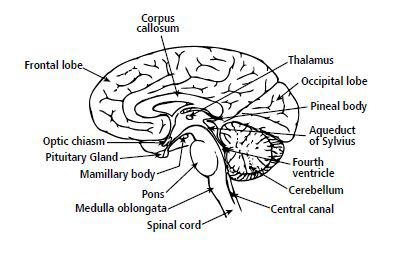 Corpus
callosum
Thalamus
Frontal lobe
Occipital lobe
Pineal body
Aqueduct
of Sylvius
Optic chiasm
Pituritary Gland
Mamillary body
Fourth
ventricle
Cerebellum
Pons
Medulla oblongata
Central canal
Spinal cord